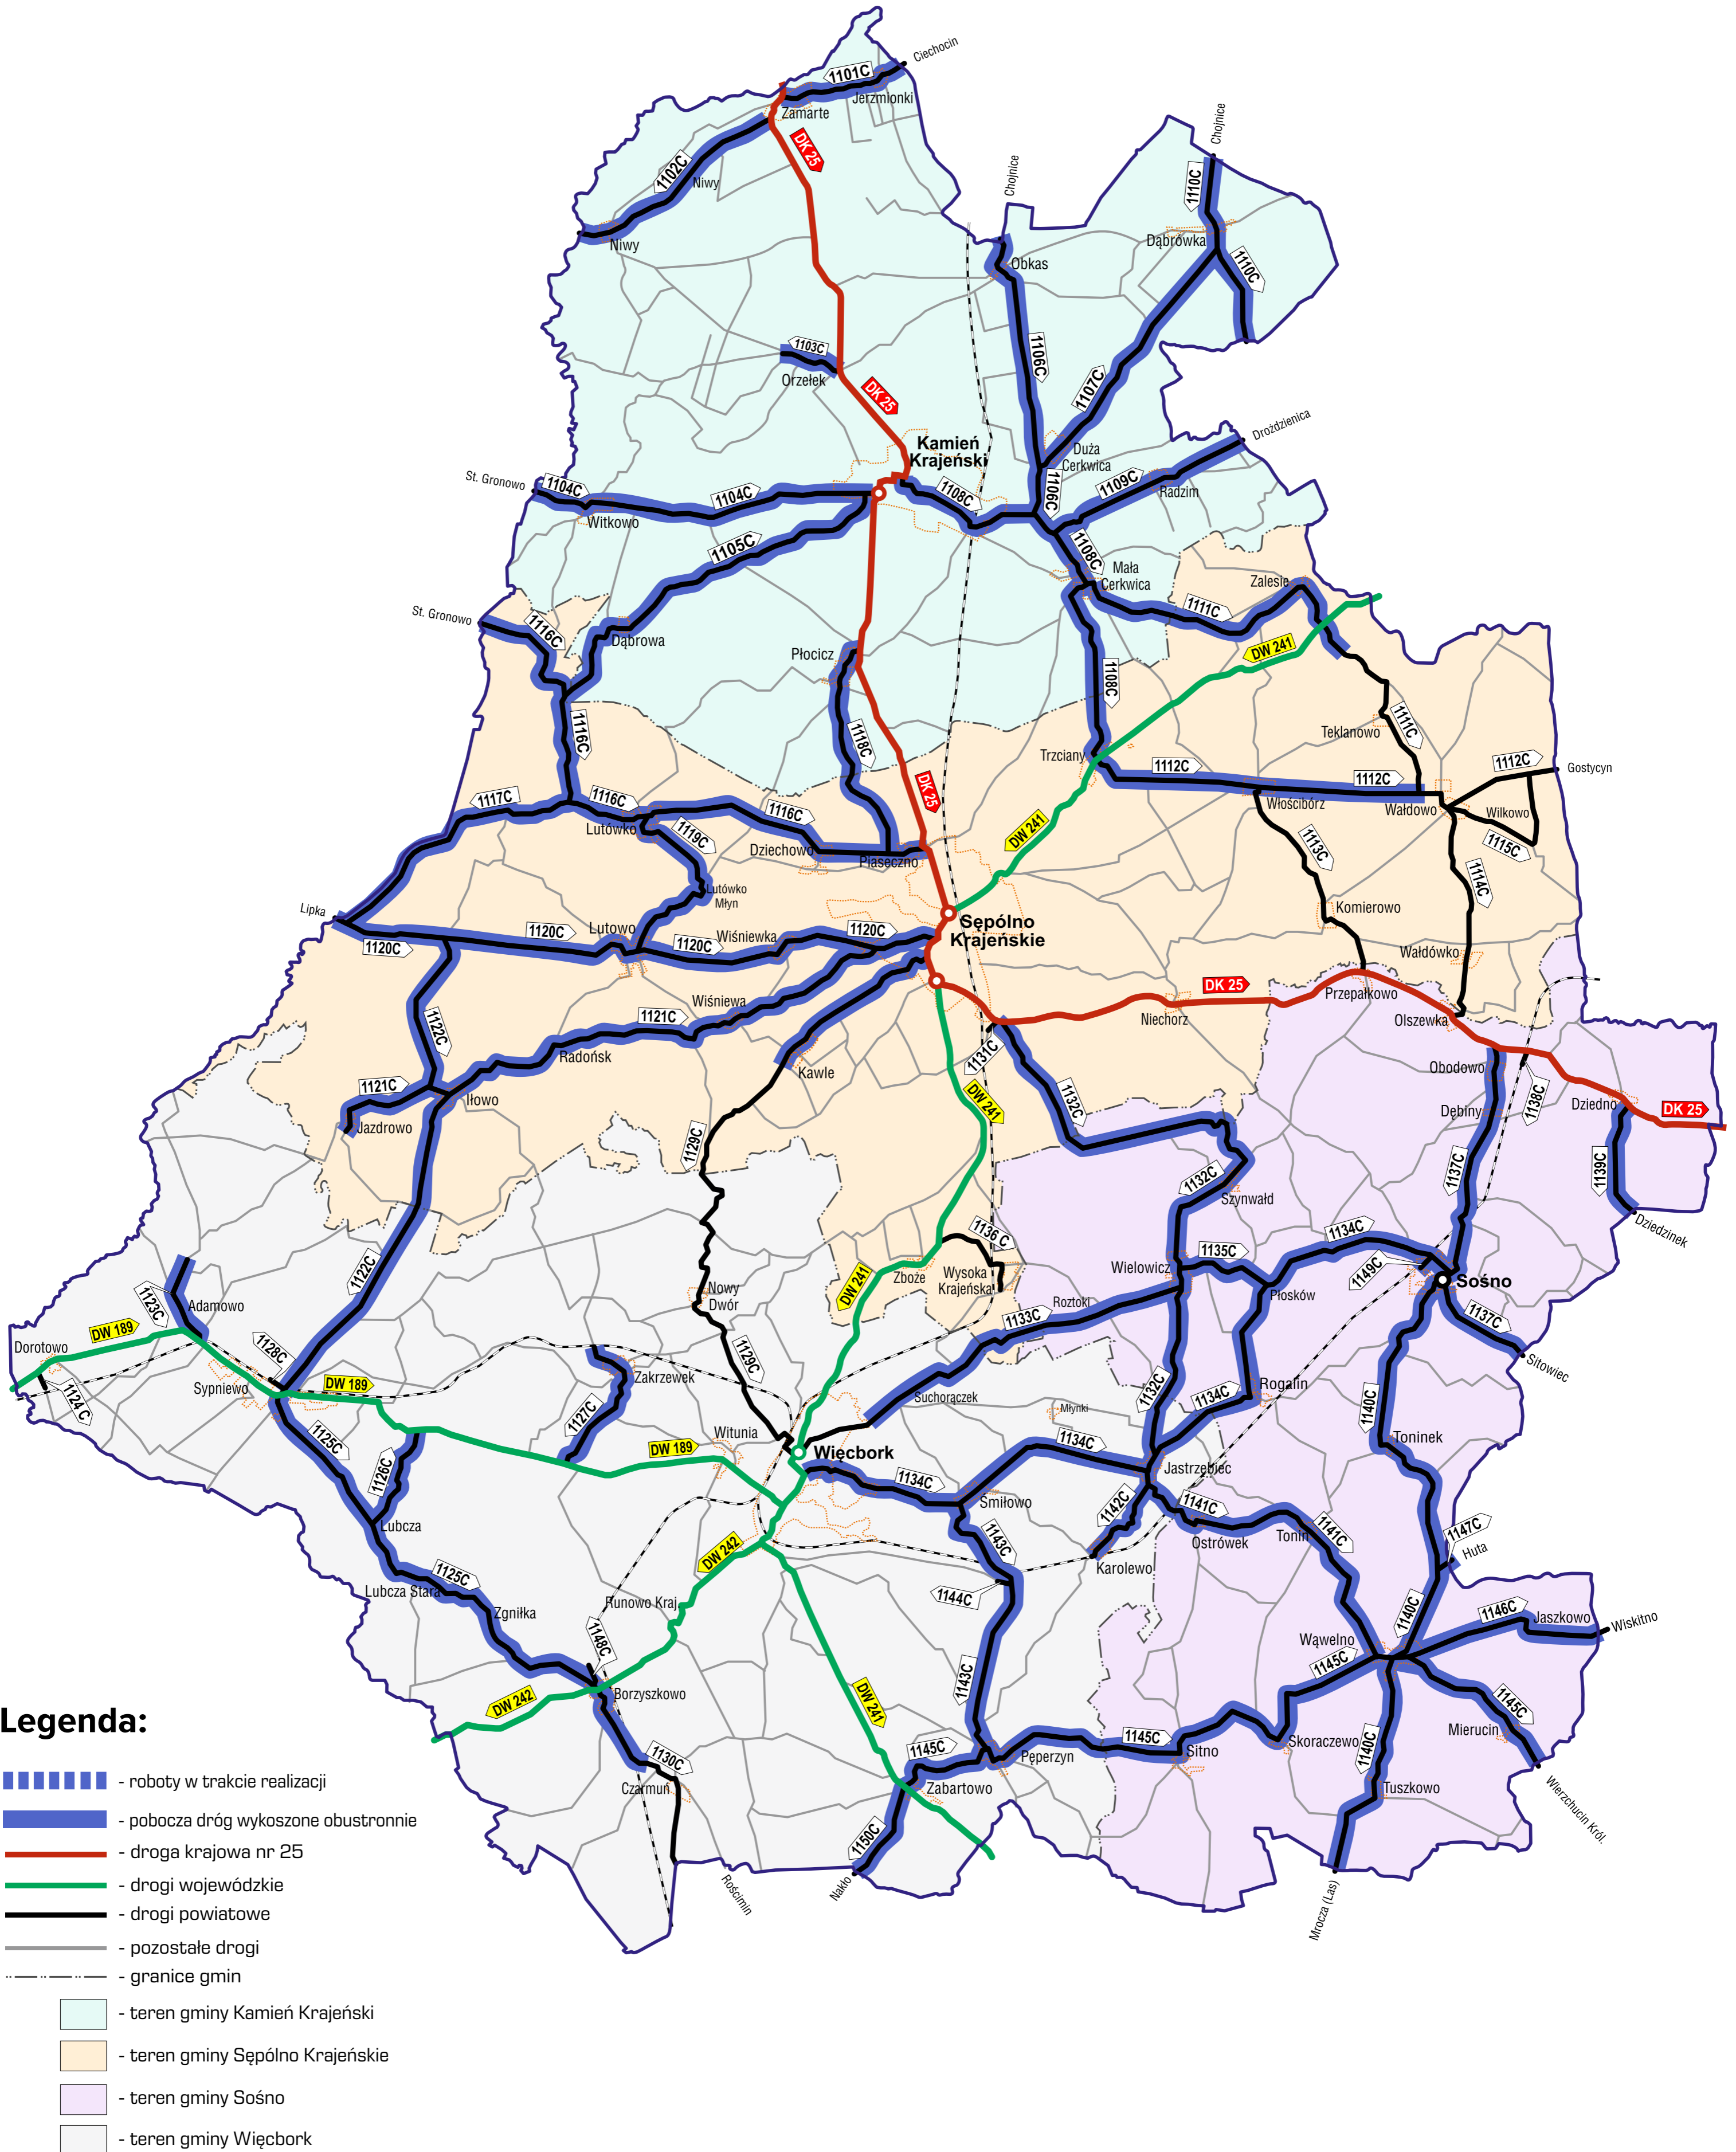 Ciechocin
1101C
Jerzmionki
Zamarte
DK 25
1102C
Niwy
Niwy
Chojnice
Chojnice
1110C
Dąbrówka
1110C
Obkas
1103C
Orzełek
1106C
1107C
DK 25
Kamień
Krajeński
Duża
Cerkwica
Drożdzienica
St. Gronowo
1104C
1104C
1108C
1106C
1109C
Radzim
Witkowo
1105C
1108C
Mała
Cerkwica
Zalesie
St. Gronowo
1116C
1111C
Dąbrowa
Płocicz
DW 241
1108C
1116C
1118C
Teklanowo
1111C
Trzciany
1112C
1112C
1112C
Gostycyn
DK 25
1117C
1116C
1116C
Włościbórz
Wałdowo
Wilkowo
Lutówko
1119C
Dziechowo
Piaseczno
DW 241
1113C
1115C
1114C
Lutówko
Młyn
Lipka
Komierowo
1120C
1120C
Lutowo
1120C
Wiśniewka
1120C
Sępólno
Krajeńskie
Wałdówko
DK 25
Przepałkowo
Wiśniewa
1121C
Niechorz
Olszewka
1122C
Radońsk
1131C
Kawle
Obodowo
1121C
Iłowo
DW 241
1132C
Dębiny
1138C
Dziedno
DK 25
Jazdrowo
1129C
1137C
1139C
1132C
Szynwałd
1136 C
1134C
Dziedzinek
1122C
Zboże
Wysoka
Krajeńska
Wielowicz
1135C
1149C
Sośno
1123C
Adamowo
Nowy
Dwór
DW 241
Roztoki
1133C
Płosków
1137C
DW 189
Dorotowo
1128C
1129C
Sitowiec
Sypniewo
1124 C
DW 189
Zakrzewek
Suchorączek
1132C
1134C
Rogalin
1140C
1127C
Młynki
1125C
Witunia
DW 189
Więcbork
1134C
Toninek
1126C
1134C
Jastrzębiec
Śmiłowo
1142C
1141C
Lubcza
1143C
Ostrówek
Tonin
1141C
1147C
Huta
DW 242
Karolewo
1125C
Lubcza Stara
Zgniłka
Runowo Kraj.
1144C
1140C
1146C
Jaszkowo
Wiskitno
1148C
Wąwelno
1145C
1143C
Borzyszkowo
DW 242
DW 241
1145C
Mierucin
1145C
1145C
Skoraczewo
1140C
1130C
Pęperzyn
Sitno
Czarmuń
Zabartowo
Tuszkowo
Wierzchucin Król.
1150C
Rościmin
Nakło
Mrocza (Las)
Legenda:
- roboty w trakcie realizacji
- pobocza dróg wykoszone obustronnie
- droga krajowa nr 25
- drogi wojewódzkie
- drogi powiatowe
- pozostałe drogi
- granice gmin
- teren gminy Kamień Krajeński
- teren gminy Sępólno Krajeńskie
- teren gminy Sośno
- teren gminy Więcbork